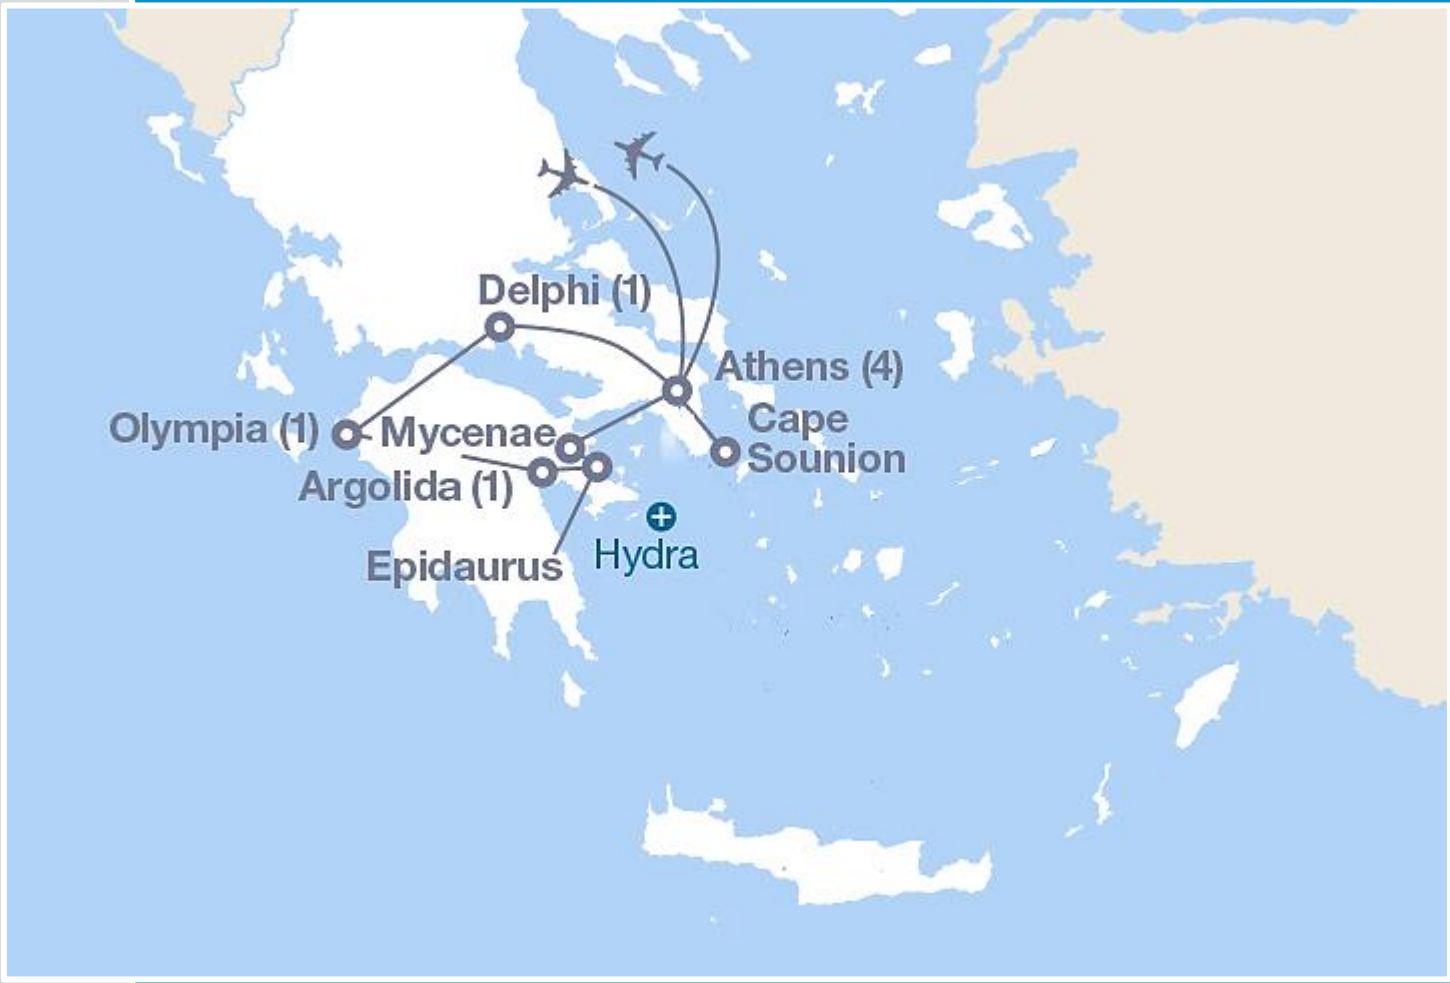 Delphi (1)
Athens (4)
Cape
Sounion
Olympia (1)
Mycenae
Argolida (1)
Epidaurus
Hydra